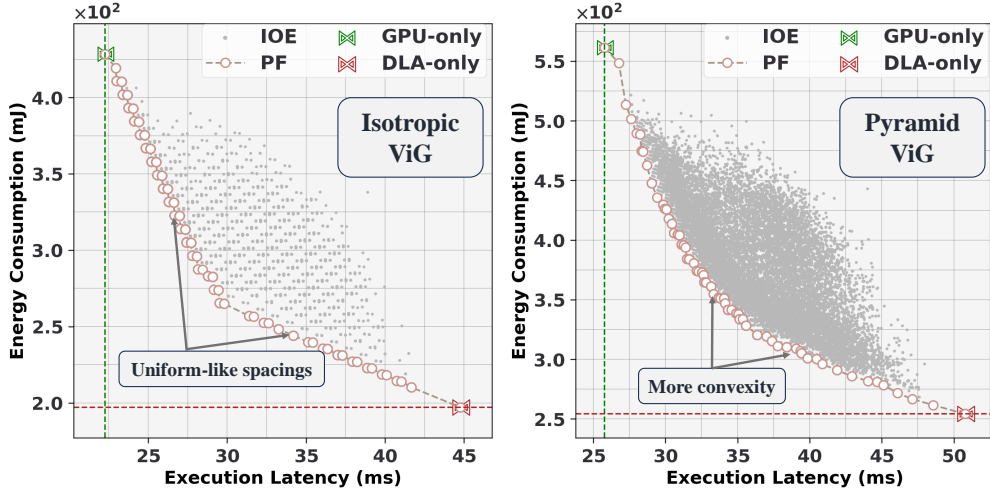 ×10²
IOE
GPU-only
PF
DLA-only
Isotropic
ViG
Uniform-like spacings
4.0
3.5
3.0
2.5
2.0
Energy Consumption (mJ)
25
30
35
40
45
Execution Latency (ms)
×10²
IOE
GPU-only
PF
DLA-only
Pyramid
ViG
More convexity
5.5
5.0
4.5
4.0
3.5
3.0
2.5
Energy Consumption (mJ)
25
30
35
40
45
50
Execution Latency (ms)